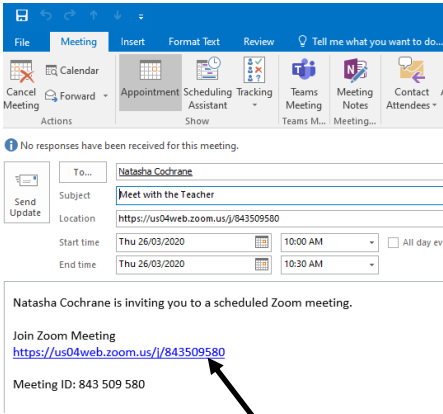 File Meeting Insert Format Text Review Tell me what you want to do...
Cancel Meeting
Calendar
Forward
Actions
Appointment Scheduling Assistant Tracking
Show
Teams Meeting
Teams M...
Meeting Notes
Meeting...
Contact Attendees
No responses have been received for this meeting.
Send Update
To... Natasha Cochrane
Subject Meet with the Teacher
Location https://us04web.zoom.us/j/843509580
Start time Thu 26/03/2020 10:00 AM All day ev
End time Thu 26/03/2020 10:30 AM
Natasha Cochrane is inviting you to a scheduled Zoom meeting.
Join Zoom Meeting
https://us04web.zoom.us/j/843509580
Meeting ID: 843 509 580